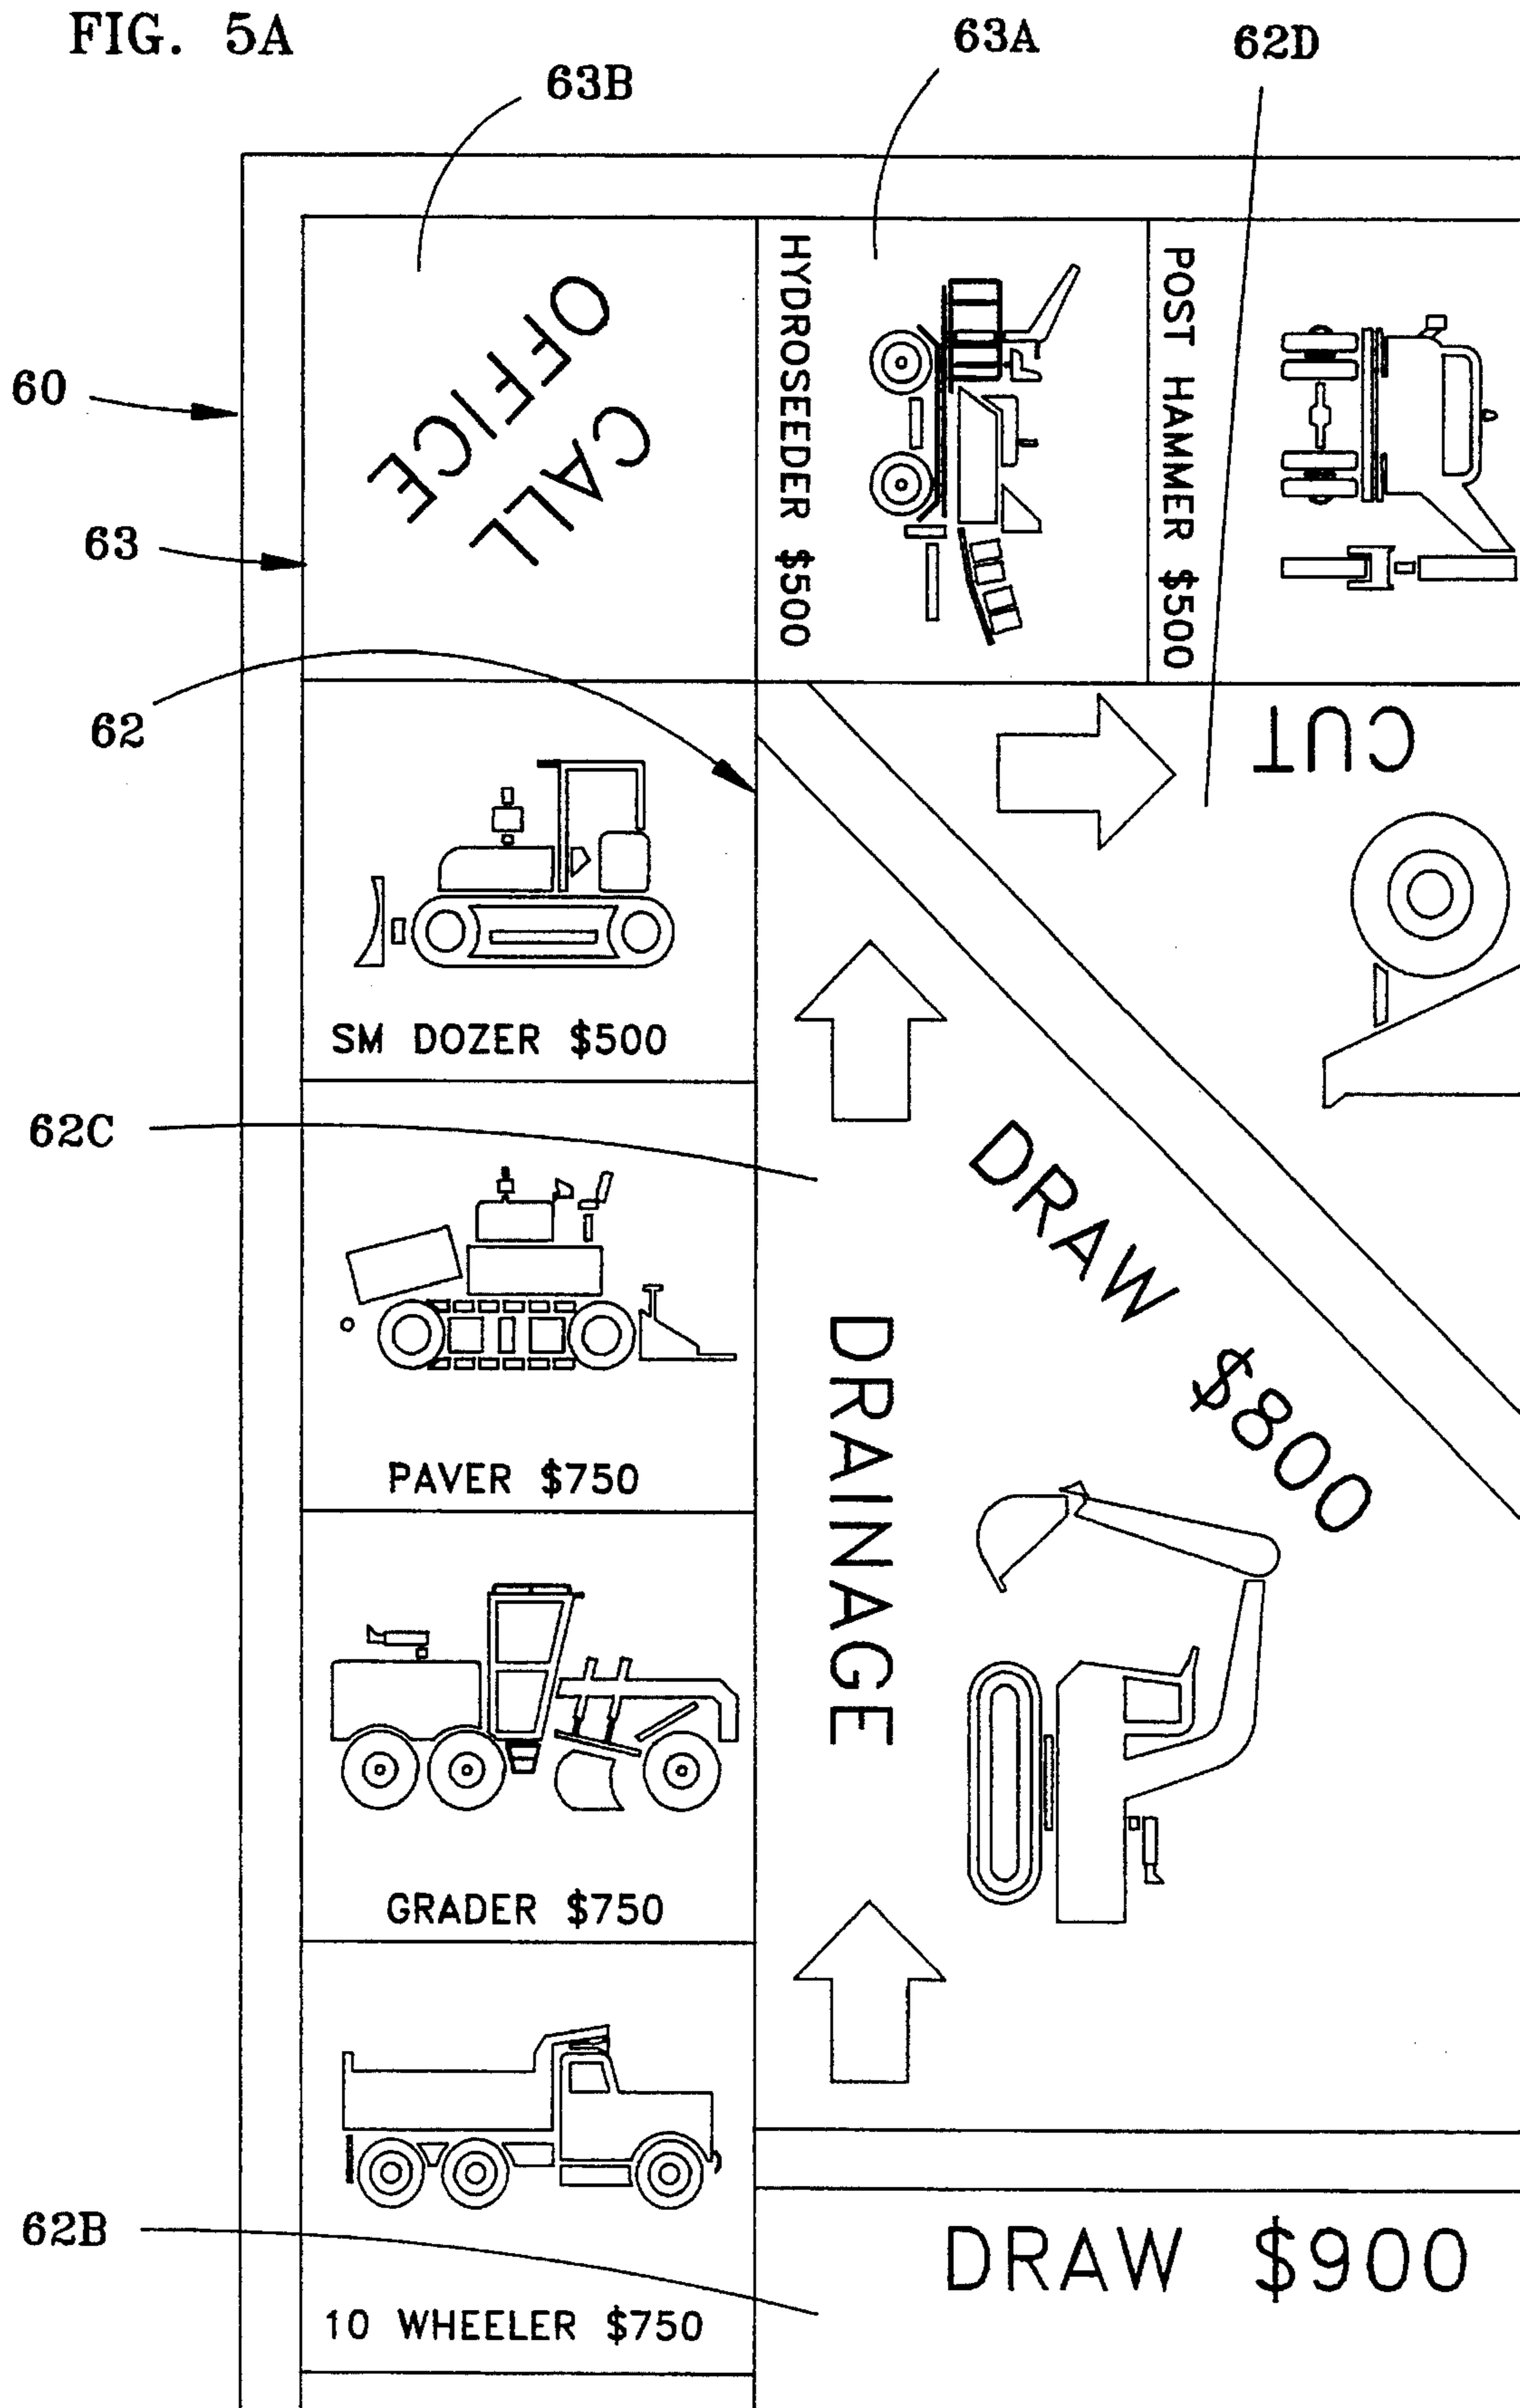 FIG. 5A
63B
63A
62D
60
63
62
62C
62B
CALL
OFFICE
HYDROSEEDER $500
POST HAMMER $500
CUT
SM DOZER $500
PAVER $750
GRADER $750
10 WHEELER $750
DRAW $800
DRAINAGE
DRAW $900